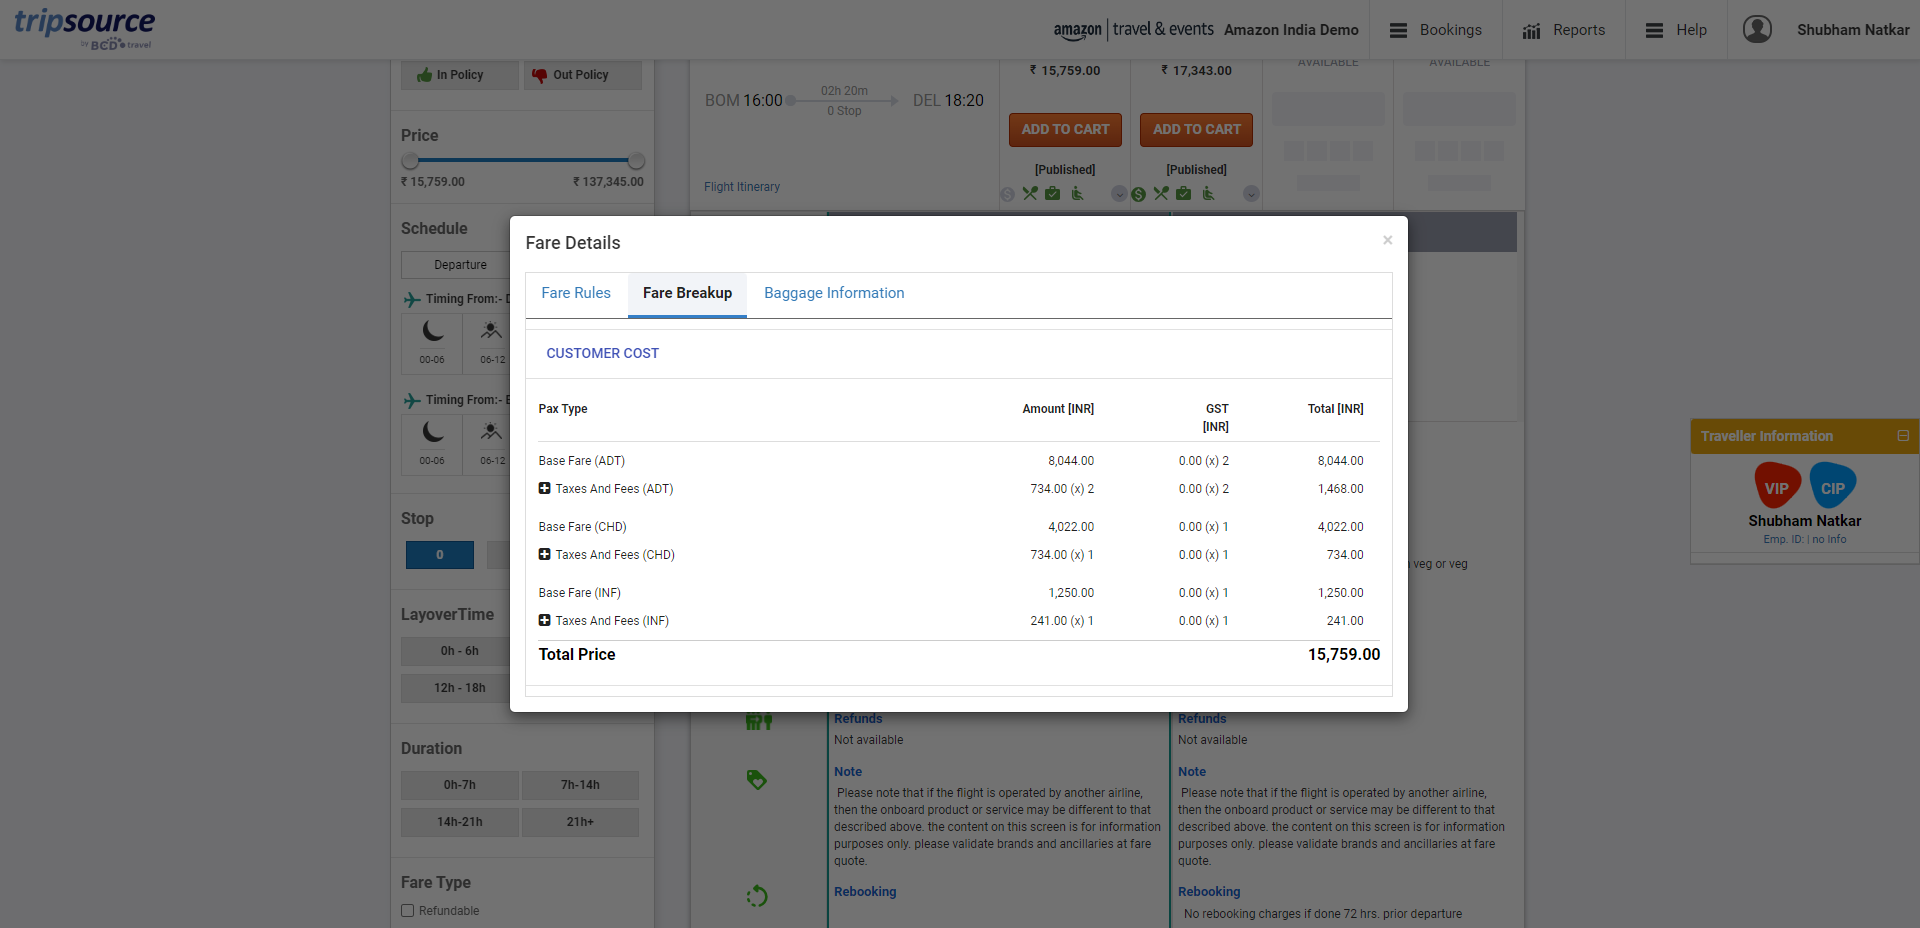 tripsource
by BCD travel
amazon | travel & events Amazon India Demo
Bookings
Reports
Help
Shubham Natkar
In Policy
Out Policy
Price
₹ 15,759.00 ₹ 137,345.00
Schedule
Departure
Timing From:- D
00-06 06-12
Timing From:-
00-06 06-12
Stop
0
LayoverTime
0h - 6h
12h - 18h
Duration
0h-7h 7h-14h
14h-21h 21h+
Fare Type
Refundable
₹ 15,759.00 ₹ 17,343.00 AVAILABLE AVAILABLE
BOM 16:00 02h 20m DEL 18:20
0 Stop
ADD TO CART ADD TO CART
[Published] [Published]
Flight Itinerary
Fare Details ×
Fare Rules Fare Breakup Baggage Information
CUSTOMER COST
Pax Type Amount [INR] GST [INR] Total [INR]
Base Fare (ADT) 8,044.00 0.00 (x) 2 8,044.00
Taxes And Fees (ADT) 734.00 (x) 2 0.00 (x) 2 1,468.00
Base Fare (CHD) 4,022.00 0.00 (x) 1 4,022.00
Taxes And Fees (CHD) 734.00 (x) 1 0.00 (x) 1 734.00
Base Fare (INF) 1,250.00 0.00 (x) 1 1,250.00
Taxes And Fees (INF) 241.00 (x) 1 0.00 (x) 1 241.00
Total Price 15,759.00
veg or veg
Refunds
Not available
Note
Please note that if the flight is operated by another airline,
then the onboard product or service may be different to that
described above. the content on this screen is for information
purposes only. please validate brands and ancillaries at fare
quote.
Rebooking
Refunds
Not available
Note
Please note that if the flight is operated by another airline,
then the onboard product or service may be different to that
described above. the content on this screen is for information
purposes only. please validate brands and ancillaries at fare
quote.
Rebooking
No rebooking charges if done 72 hrs. prior departure
Traveller Information
VIP CIP
Shubham Natkar
Emp. ID: | no Info